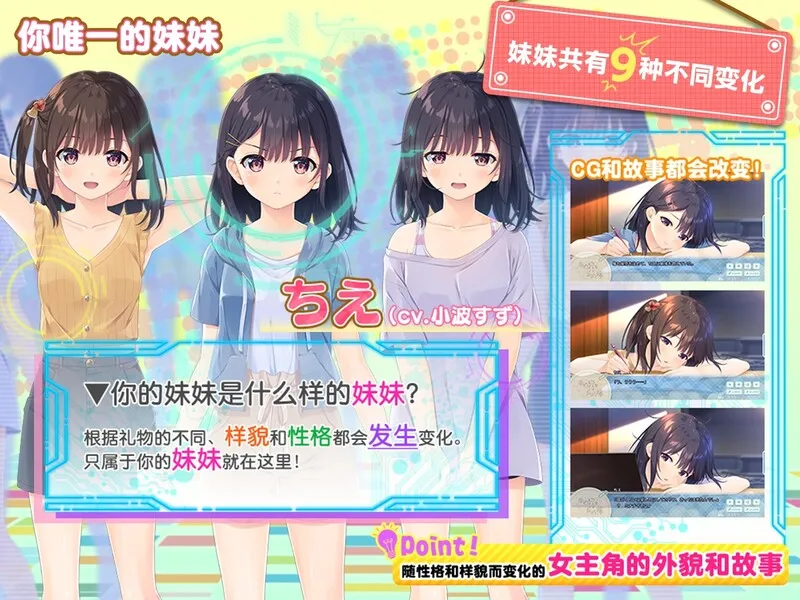 你唯一的妹妹
妹妹共有9种不同变化
CG和故事都会改变!
ちえ(cv.小波すず)
▼你的妹妹是什么样的妹妹?
根据礼物的不同、样貌和性格都会发生变化。
只属于你的妹妹就在这里!
Point!
随性格和样貌而变化的女主角的外貌和故事